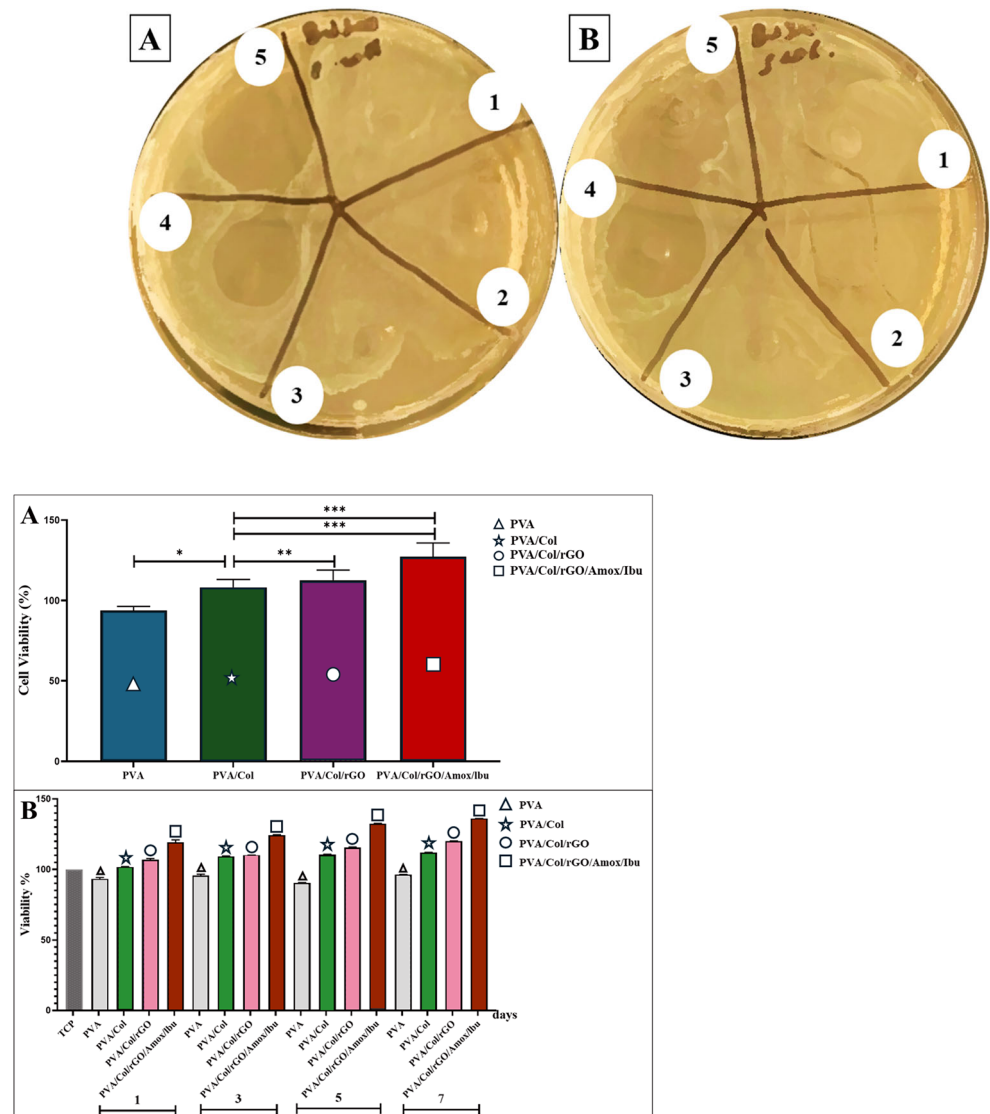 A
5
1
4
2
3
B
5
1
4
2
3
A
Cell Viability (%)
150
100
50
0
*
**
***
***
PVA
PVA/Col
PVA/Col/rGO
PVA/Col/rGO/Amox/Ibu
PVA
PVA/Col
PVA/Col/rGO
PVA/Col/rGO/Amox/Ibu
B
Viability %
150
100
50
0
PVA
PVA/Col
PVA/Col/rGO
PVA/Col/rGO/Amox/Ibu
days
TCP
PVA
PVA/Col
PVA/Col/rGO
PVA/Col/rGO/Amox/Ibu
PVA
PVA/Col
PVA/Col/rGO
PVA/Col/rGO/Amox/Ibu
PVA
PVA/Col
PVA/Col/rGO
PVA/Col/rGO/Amox/Ibu
PVA
PVA/Col
PVA/Col/rGO
PVA/Col/rGO/Amox/Ibu
1
3
5
7